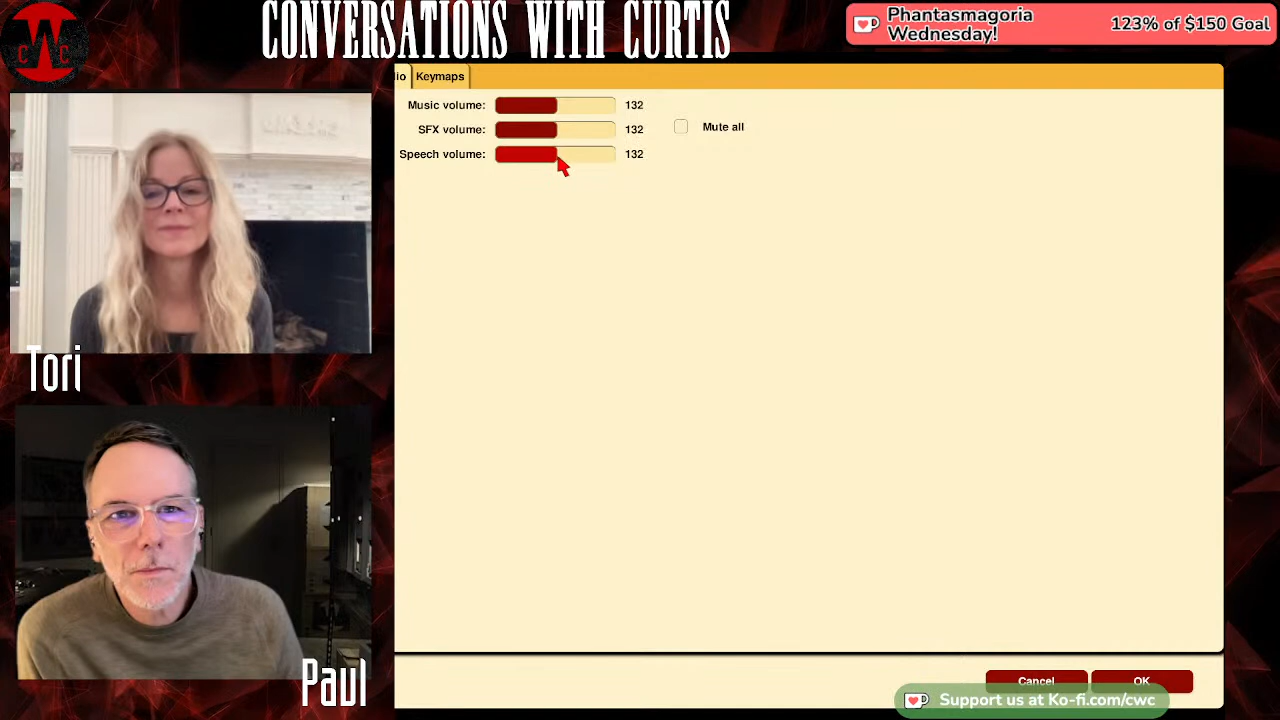 CONVERSATIONS WITH CURTIS
W
C C
Phantasmagoria
Wednesday!
123% of $150 Goal
io Keymaps
Music volume: 132
SFX volume: 132
Mute all
Speech volume: 132
Tori
Paul
Cancel OK
Support us at Ko-fi.com/cwc